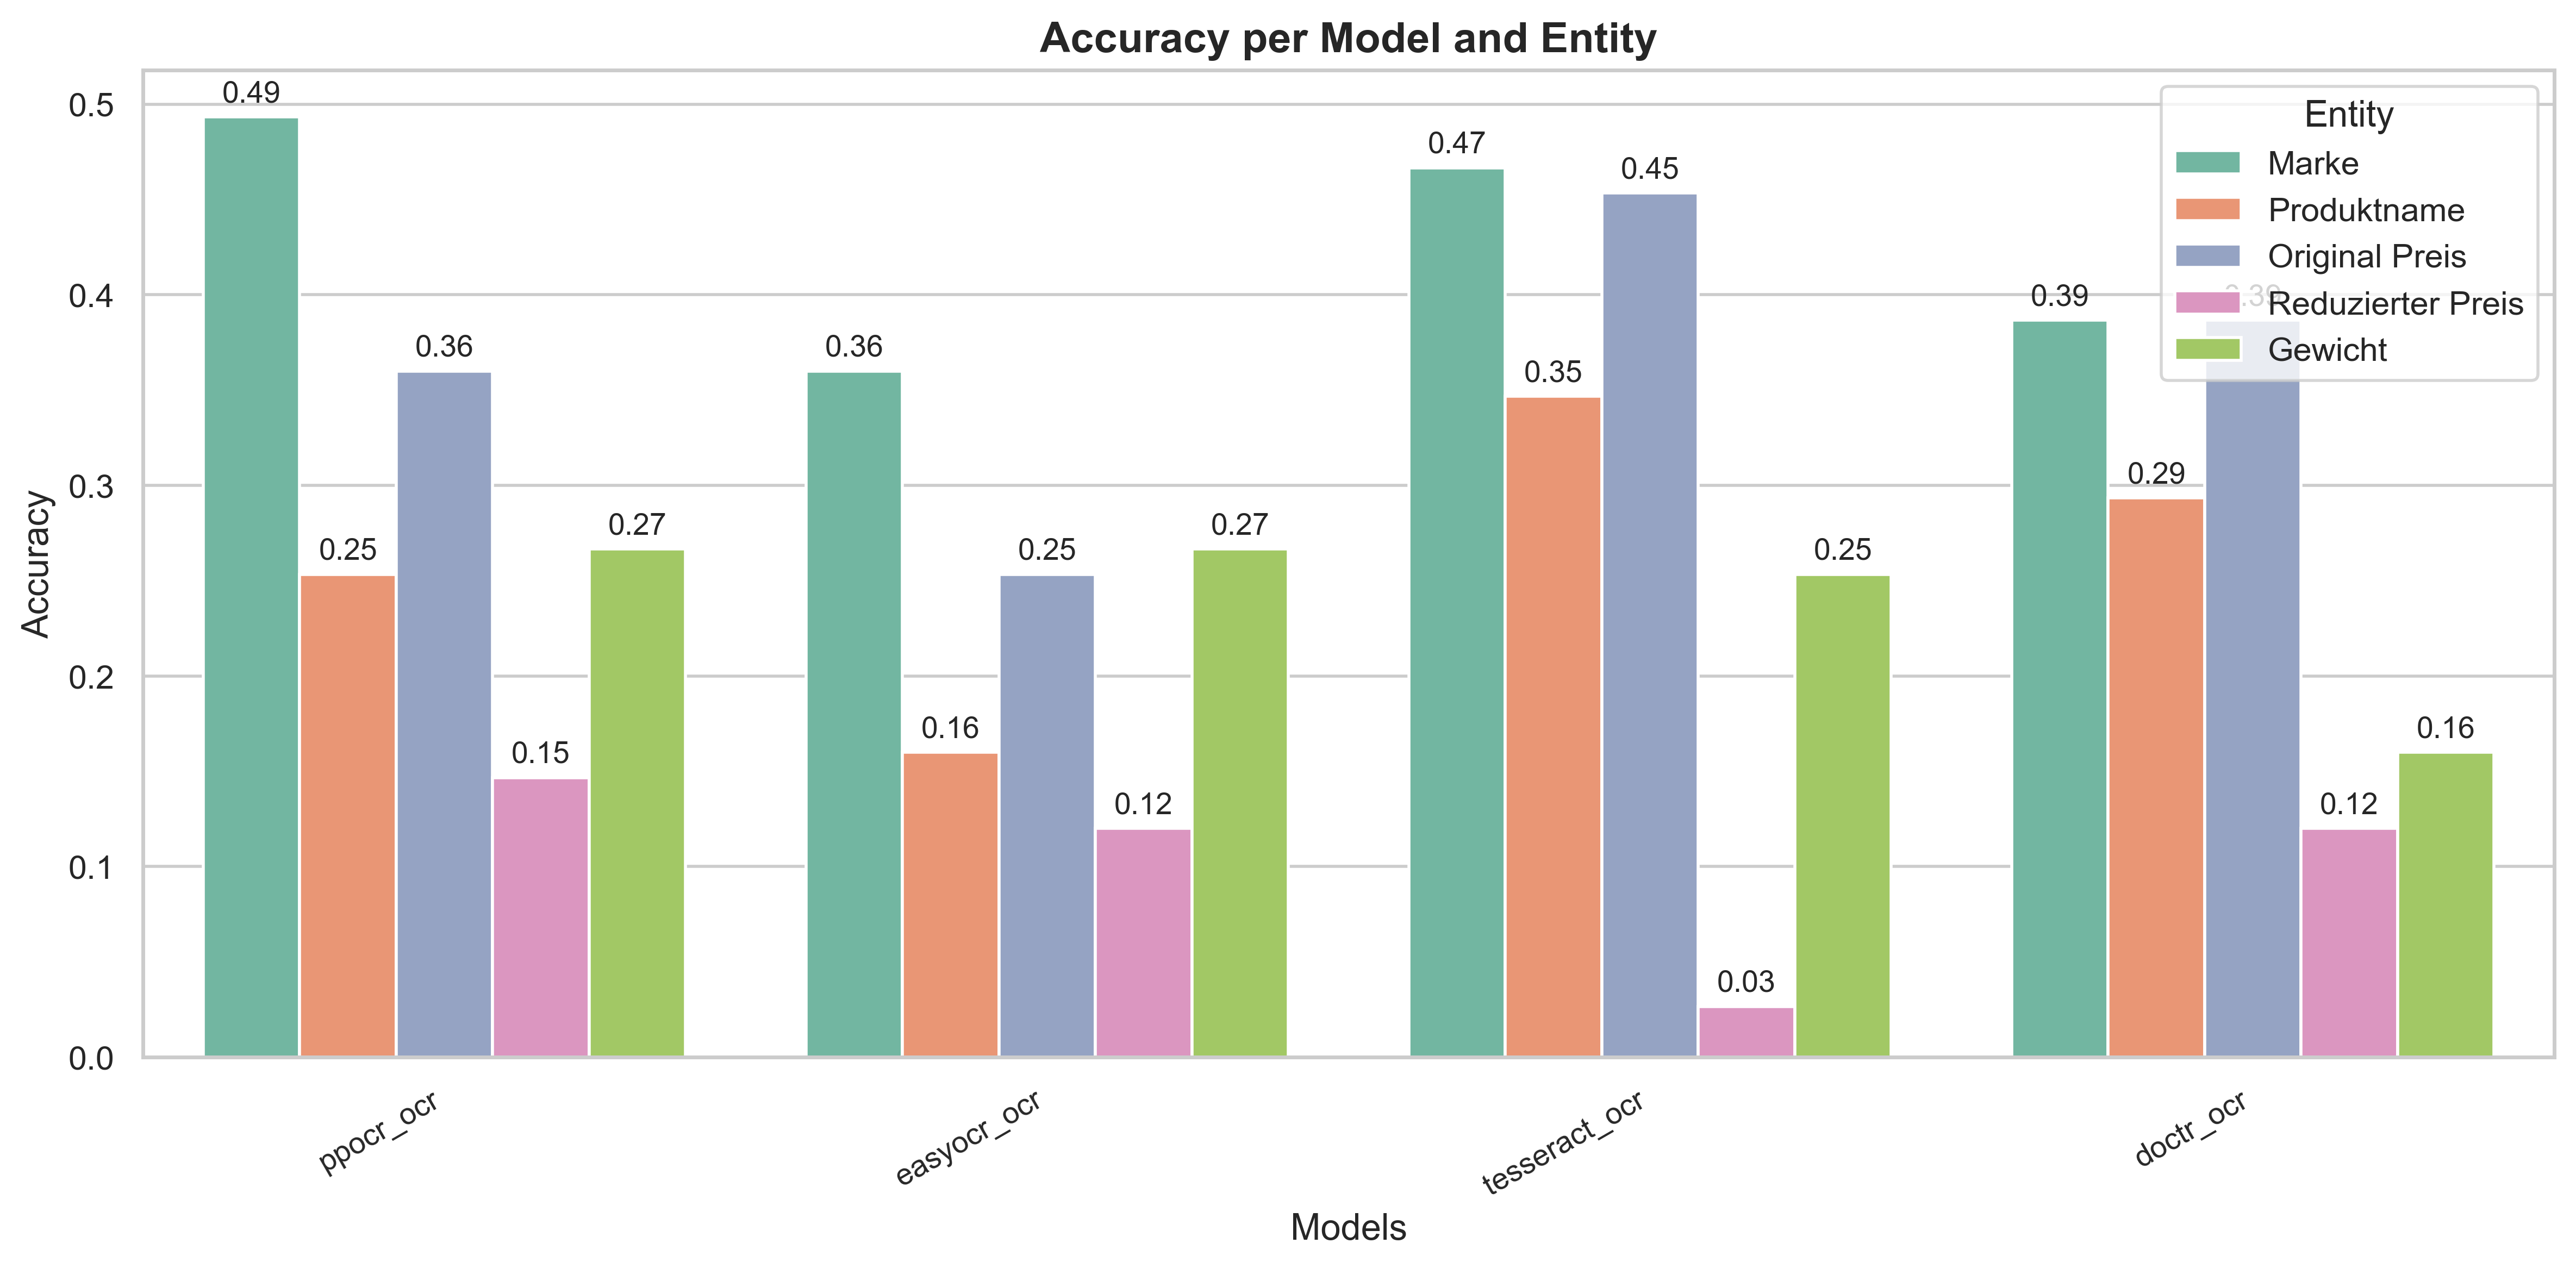 Accuracy per Model and Entity
Accuracy
0.5
0.4
0.3
0.2
0.1
0.0
0.49
0.25
0.36
0.15
0.27
0.36
0.16
0.25
0.12
0.27
0.47
0.35
0.45
0.03
0.25
0.39
0.29
0.39
0.12
0.16
Entity
Marke
Produktname
Original Preis
Reduzierter Preis
Gewicht
ppocr_ocr
easyocr_ocr
tesseract_ocr
doctr_ocr
Models